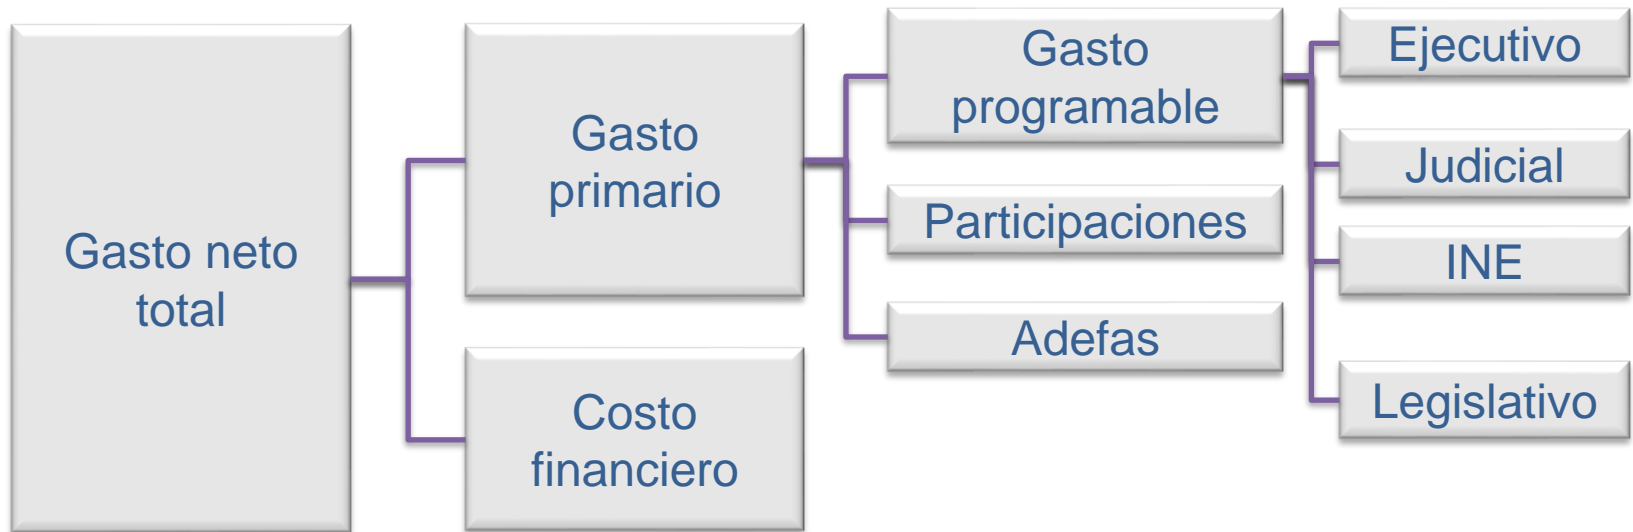 Gasto neto
total
Gasto
primario
Costo
financiero
Gasto
programable
Participaciones
Adefas
Ejecutivo
Judicial
INE
Legislativo